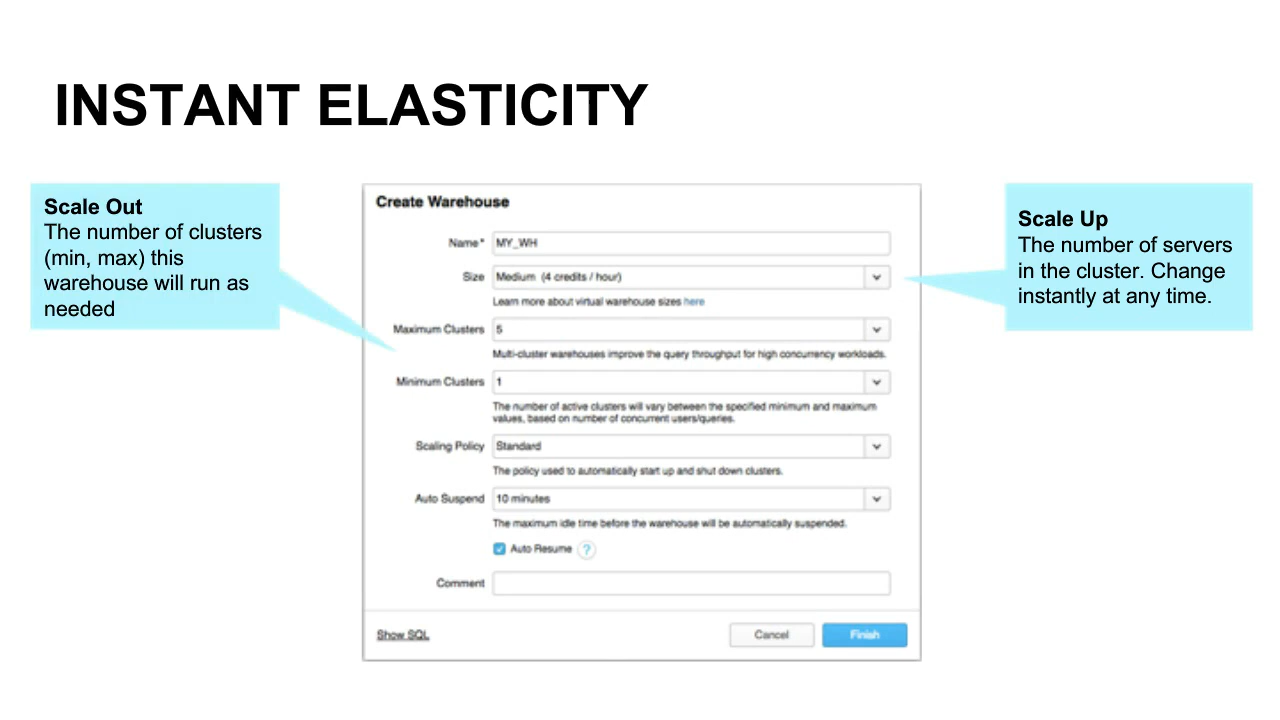 INSTANT ELASTICITY
Scale Out
The number of clusters
(min, max) this
warehouse will run as
needed
Create Warehouse
Name* MY_WH
Size Medium (4 credits / hour)
Learn more about virtual warehouse sizes here
Maximum Clusters 5
Multi-cluster warehouses improve the query throughput for high concurrency workloads.
Minimum Clusters 1
The number of active clusters will vary between the specified minimum and maximum
values, based on number of concurrent users/queries.
Scaling Policy Standard
The policy used to automatically start up and shut down clusters.
Auto Suspend 10 minutes
The maximum idle time before the warehouse will be automatically suspended.
Auto Resume ?
Comment
Show SQL Cancel Finish
Scale Up
The number of servers
in the cluster. Change
instantly at any time.